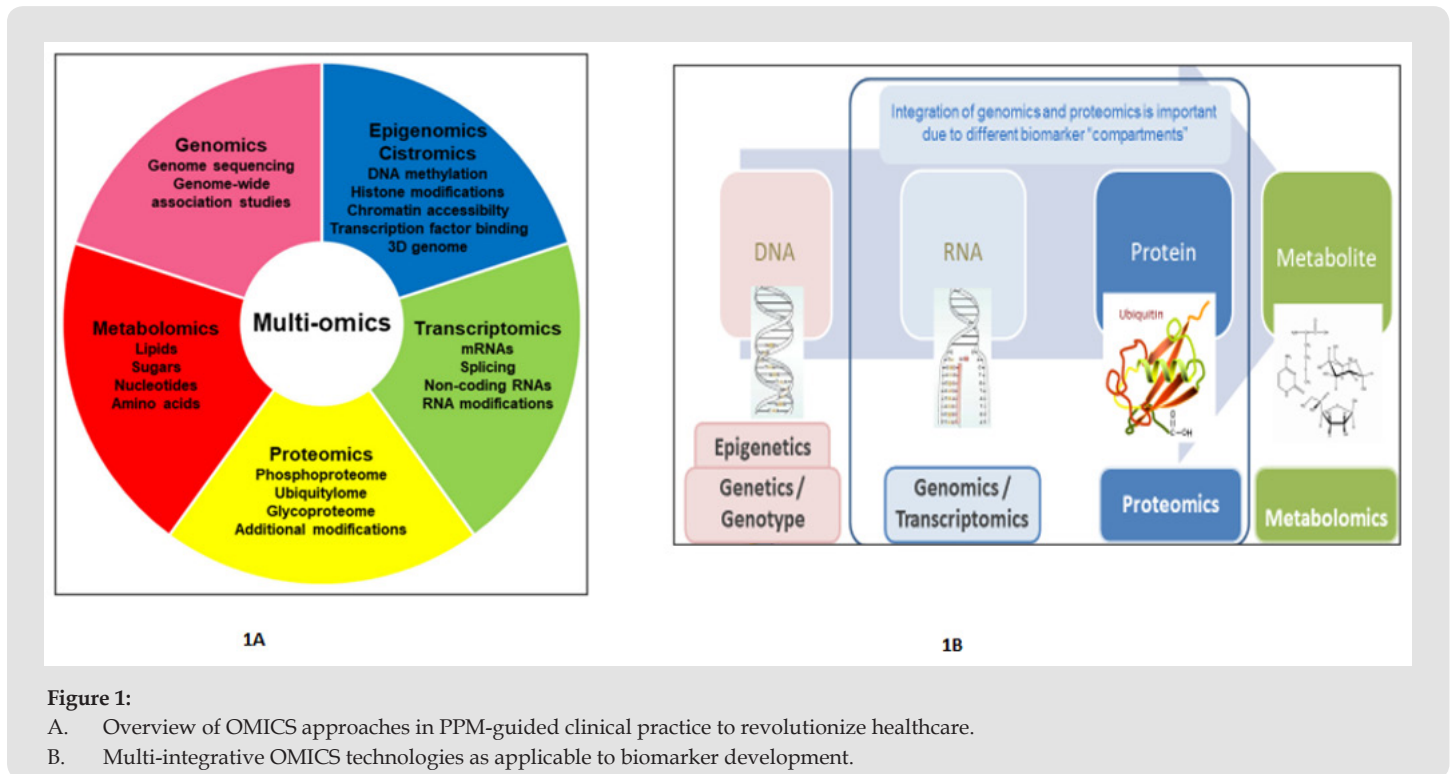 Genomics
Genome sequencing
Genome-wide
association studies
Epigenomics
Cistromics
DNA methylation
Histone modifications
Chromatin accessibilty
Transcription factor binding
3D genome
Multi-omics
Metabolomics
Lipids
Sugars
Nucleotides
Amino acids
Transcriptomics
mRNAs
Splicing
Non-coding RNAs
RNA modifications
Proteomics
Phosphoproteome
Ubiquitylome
Glycoproteome
Additional modifications
1A
Integration of genomics and proteomics is important
due to different biomarker "compartments"
DNA
RNA
Protein
Metabolite
Ubiquitin
Epigenetics
Genetics /
Genotype
Genomics /
Transcriptomics
Proteomics
Metabolomics
1B
Figure 1:
A. Overview of OMICS approaches in PPM-guided clinical practice to revolutionize healthcare.
B. Multi-integrative OMICS technologies as applicable to biomarker development.